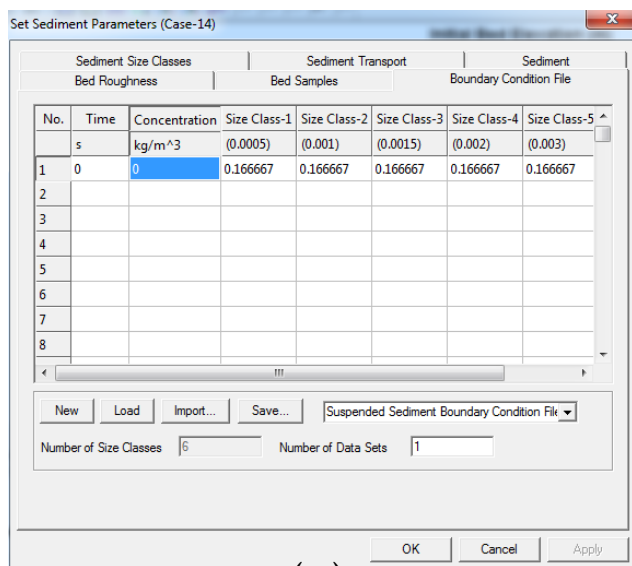 Set Sediment Parameters (Case-14)
Sediment Size Classes Sediment Transport Sediment
Bed Roughness Bed Samples Boundary Condition File
No. Time Concentration Size Class-1 Size Class-2 Size Class-3 Size Class-4 Size Class-5
s kg/m^3 (0.0005) (0.001) (0.0015) (0.002) (0.003)
1 0 0 0.166667 0.166667 0.166667 0.166667 0.166667
2
3
4
5
6
7
8
New Load Import... Save... Suspended Sediment Boundary Condition File
Number of Size Classes 6 Number of Data Sets 1
OK Cancel Apply